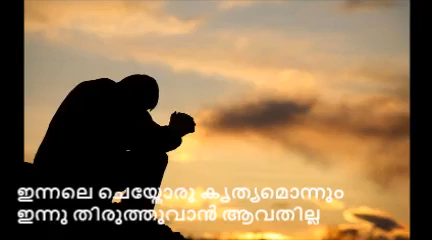 ഇന്നലെ ചെയ്തോരു കൃത്യമൊന്നും
ഇന്നു തിരുത്തുവാൻ ആവതില്ല